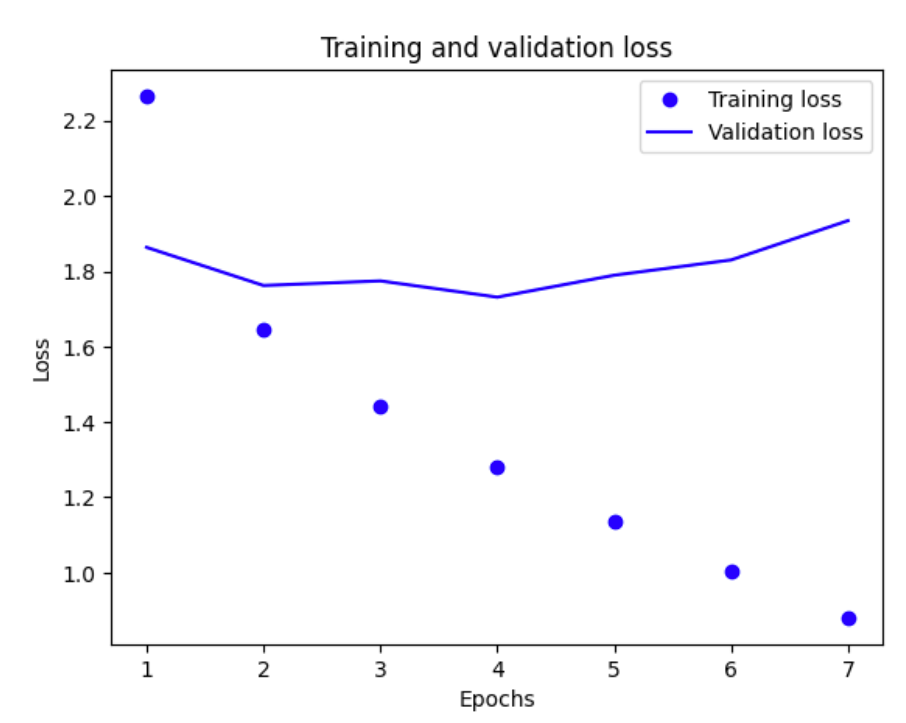 Training and validation loss
Training loss
Validation loss
2.2
2.0
1.8
1.6
1.4
1.2
1.0
Loss
1 2 3 4 5 6 7
Epochs